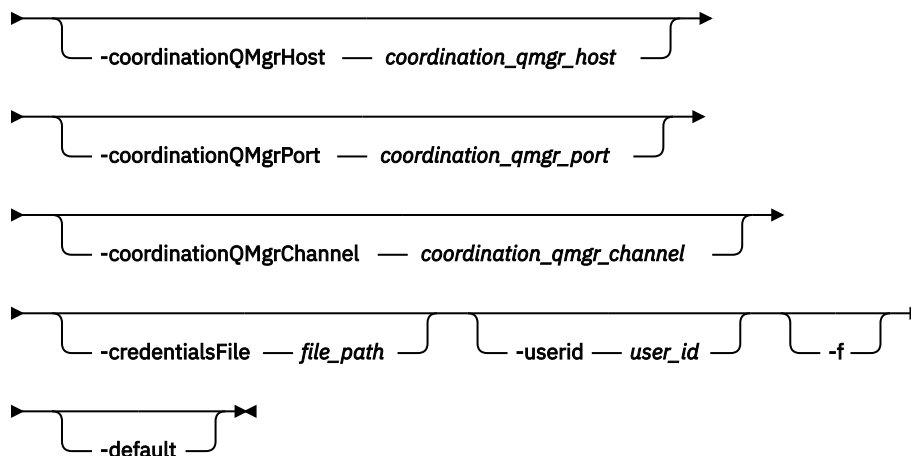 -coordinationQMgrHost — coordination_qmgr_host
-coordinationQMgrPort — coordination_qmgr_port
-coordinationQMgrChannel — coordination_qmgr_channel
-credentialsFile — file_path -userid — user_id -f
-default